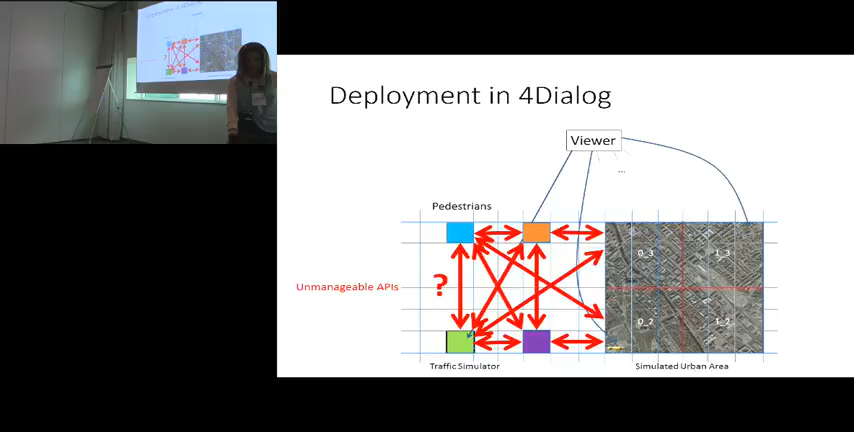 Deployment in 4Dialog
Viewer
...
Pedestrians
0_3
1_3
Unmanageable APIs
?
0_2
1_2
Traffic Simulator
Simulated Urban Area